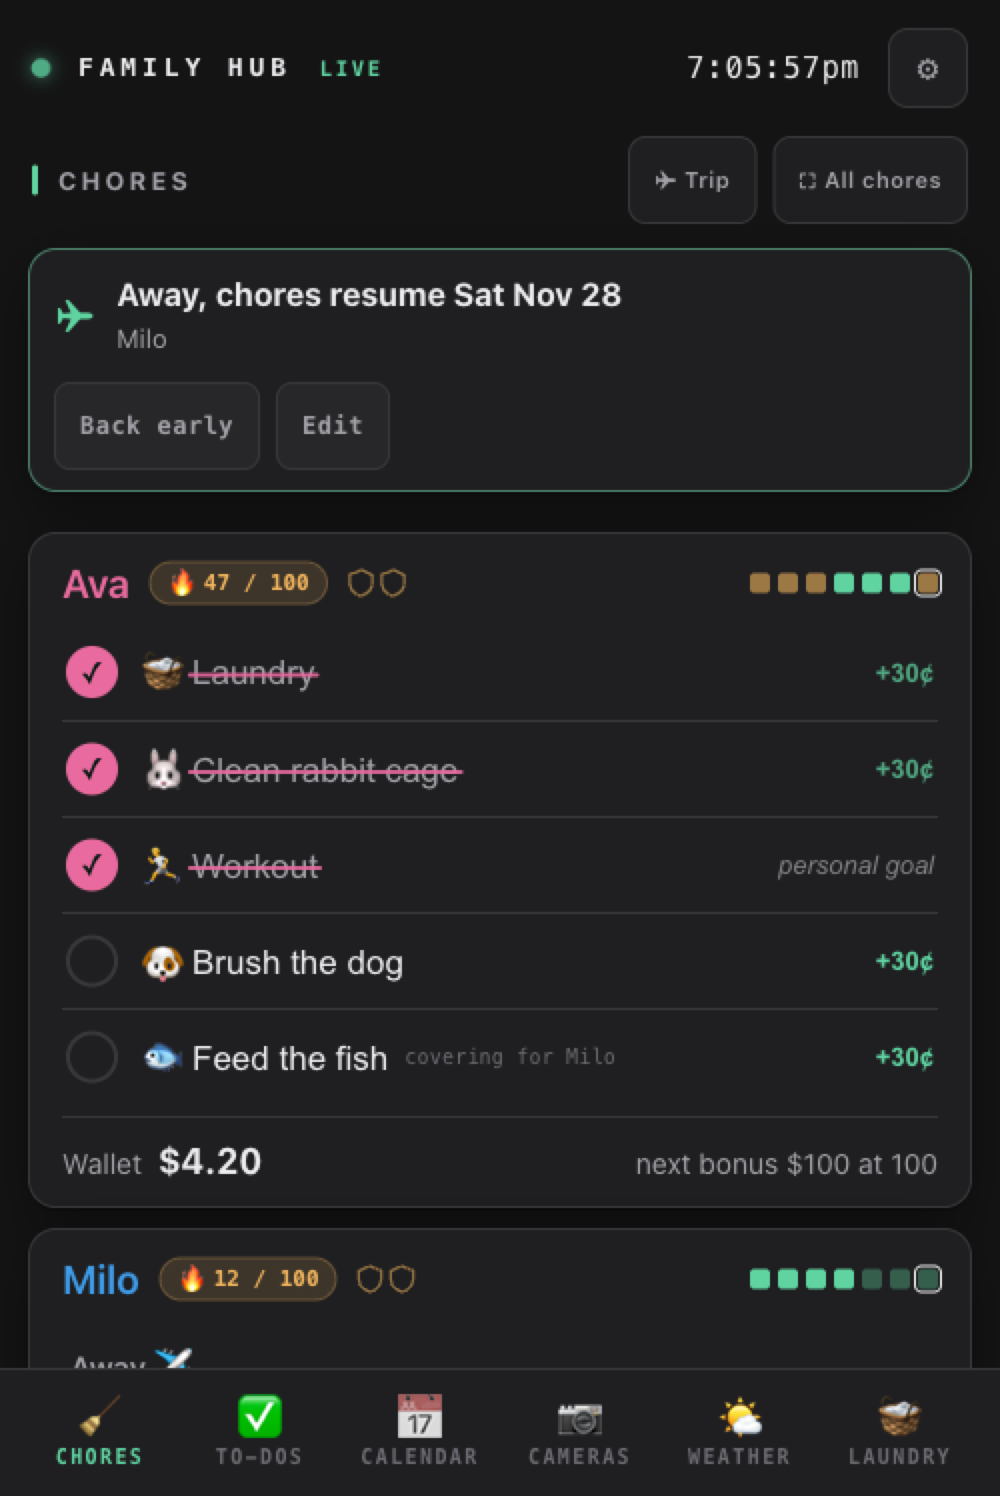 FAMILY HUB LIVE 7:05:57pm
CHORES Trip All chores
Away, chores resume Sat Nov 28
Milo
Back early Edit
Ava 47 / 100
Laundry +30¢
Clean rabbit cage +30¢
Workout personal goal
Brush the dog +30¢
Feed the fish covering for Milo +30¢
Wallet $4.20 next bonus $100 at 100
Milo 12 / 100
Away
17
CHORES TO-DOS CALENDAR CAMERAS WEATHER LAUNDRY